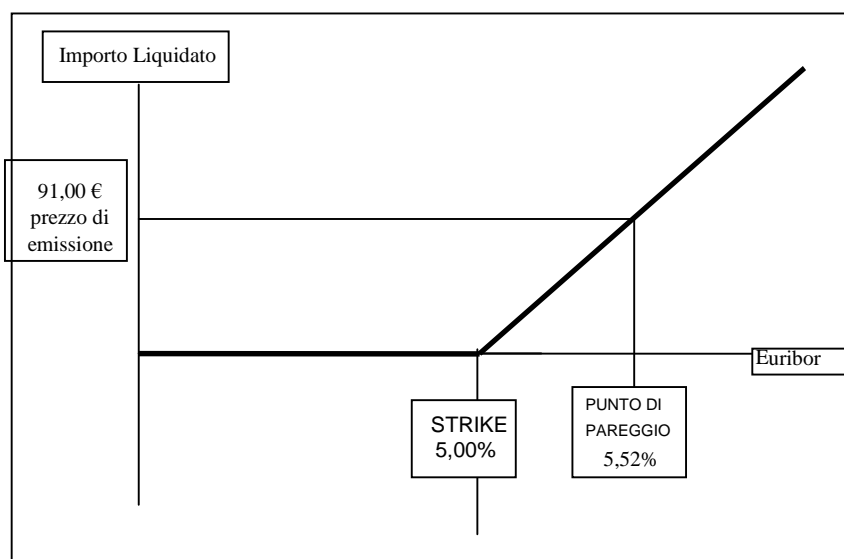 Importo Liquidato
91,00 €
prezzo di
emissione
Euribor
STRIKE
5,00%
PUNTO DI
PAREGGIO
5,52%